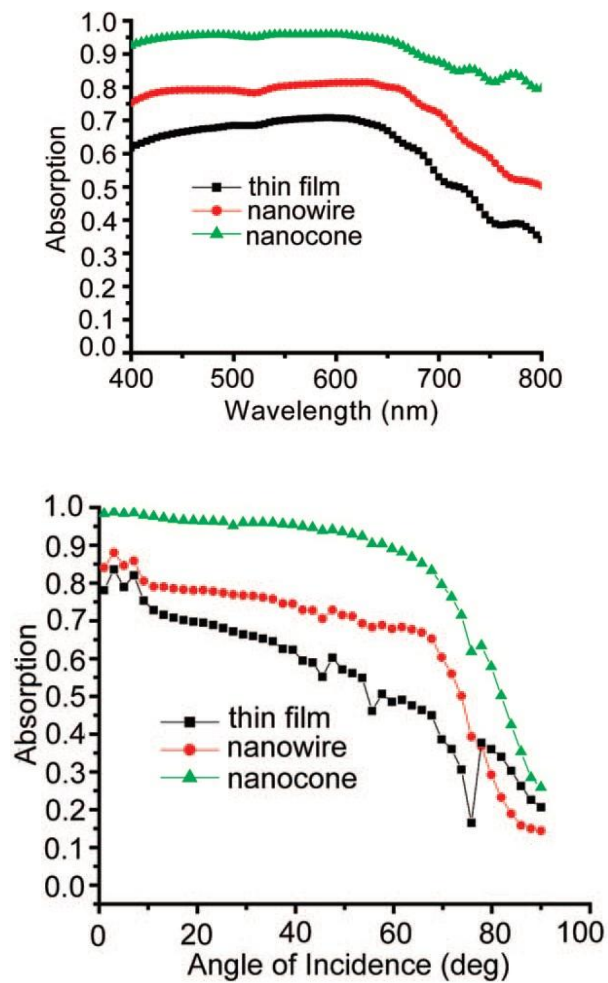 1.0
0.9
0.8
0.7
0.6
0.5
0.4
0.3
0.2
0.1
0.0
Absorption
thin film
nanowire
nanocone
400 500 600 700 800
Wavelength (nm)
1.0
0.9
0.8
0.7
0.6
0.5
0.4
0.3
0.2
0.1
0.0
Absorption
thin film
nanowire
nanocone
0 20 40 60 80 100
Angle of Incidence (deg)